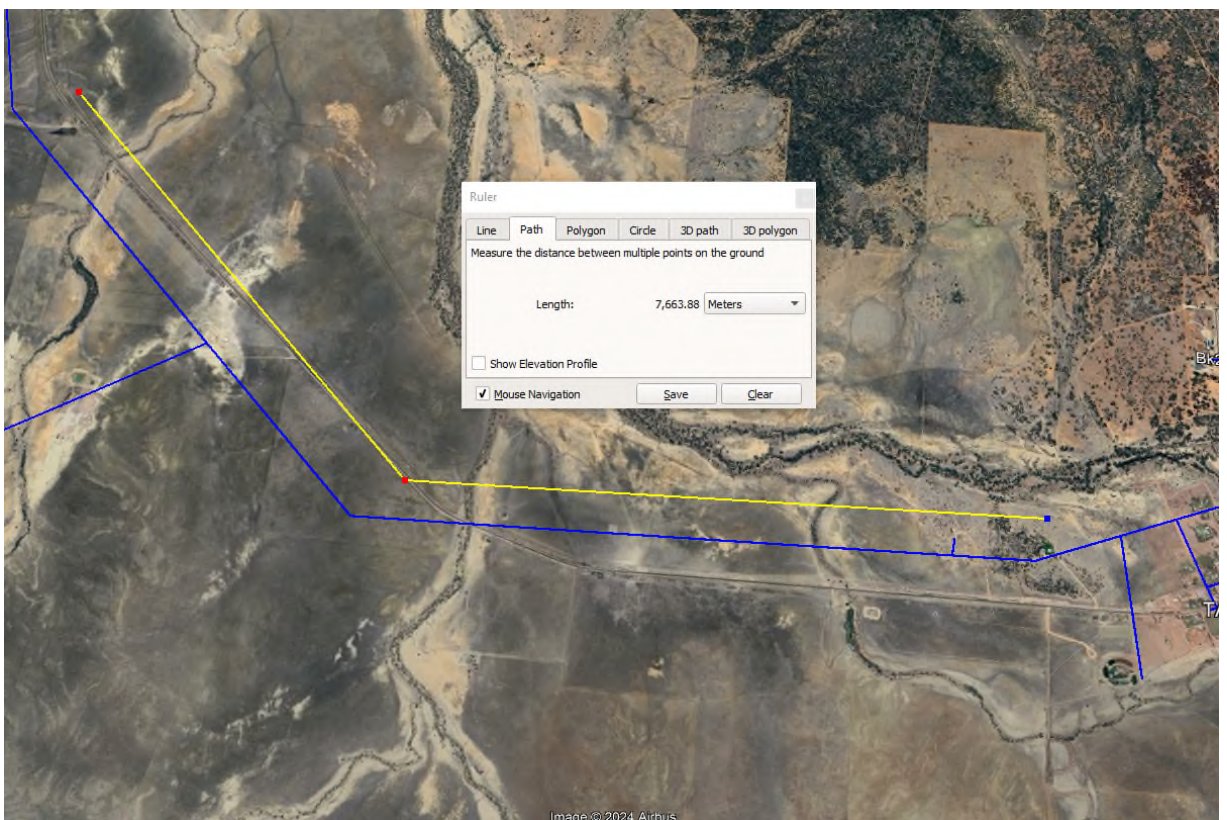 Ruler
Line Path Polygon Circle 3D path 3D polygon
Measure the distance between multiple points on the ground
Length: 7,663.88 Meters
Show Elevation Profile
Mouse Navigation Save Clear
Image © 2024 Airbus